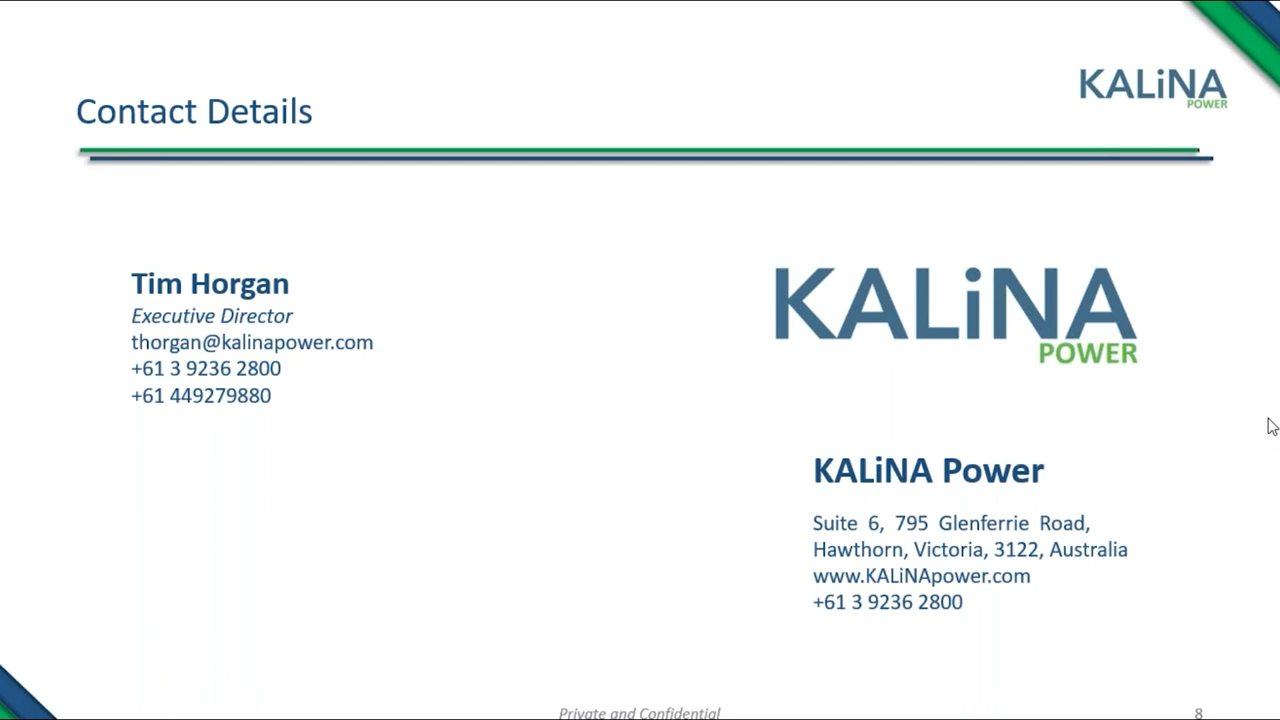 KALiNA
POWER
Contact Details
Tim Horgan
Executive Director
thorgan@kalinapower.com
+61 3 9236 2800
+61 449279880
KALiNA
POWER
KALiNA Power
Suite 6, 795 Glenferrie Road,
Hawthorn, Victoria, 3122, Australia
www.KALiNApower.com
+61 3 9236 2800
Private and Confidential
8